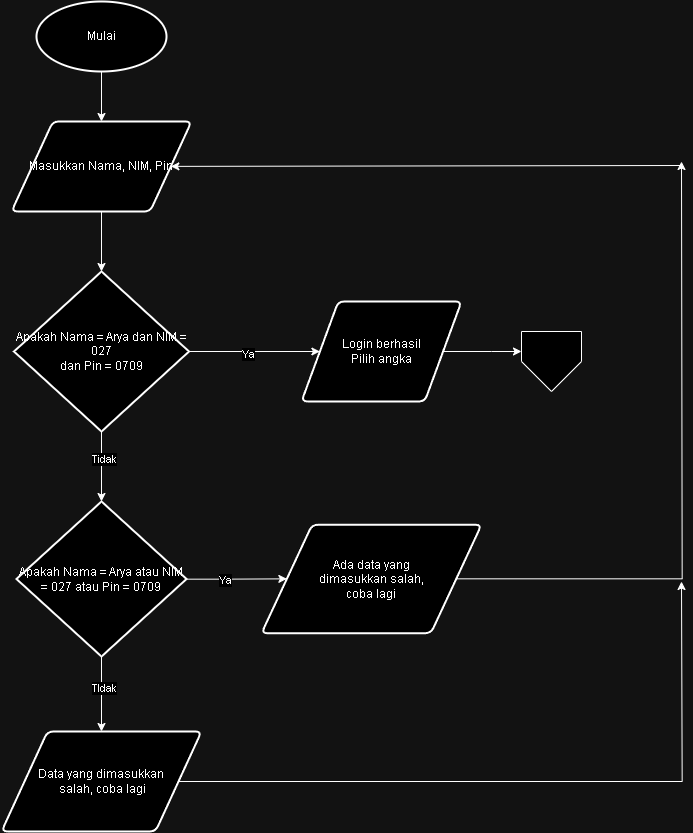 Mulai
Masukkan Nama, NIM, Pin
Apakah Nama = Arya dan NIM =
027
dan Pin = 0709
Ya
Login berhasil
Pilih angka
Tidak
Apakah Nama = Arya atau NIM
= 027 atau Pin = 0709
Ya
Ada data yang
dimasukkan salah,
coba lagi
TIdak
Data yang dimasukkan
salah, coba lagi